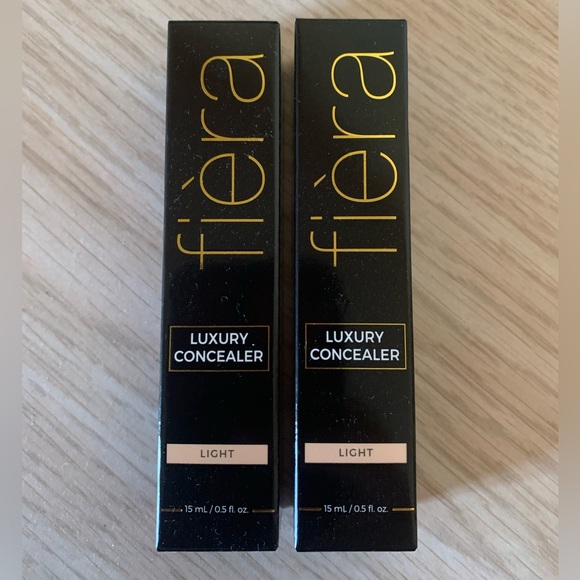 fièra
LUXURY
CONCEALER
LIGHT
15 mL / 0.5 fl. oz.
fièra
LUXURY
CONCEALER
LIGHT
15 mL / 0.5 fl. oz.